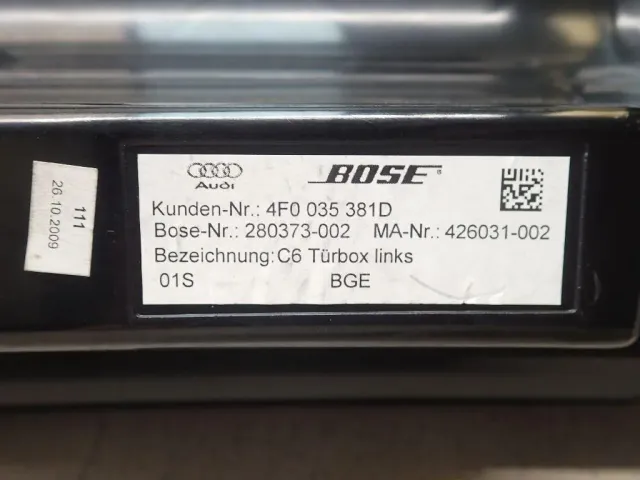 111
26.10.2009
Audi BOSE®
Kunden-Nr.: 4F0 035 381D
Bose-Nr.: 280373-002 MA-Nr.: 426031-002
Bezeichnung:C6 Türbox links
01S BGE